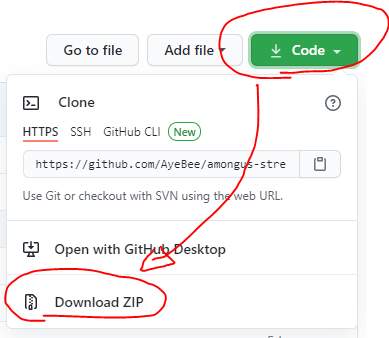 Go to file Add file Code
Clone
HTTPS SSH GitHub CLI New
https://github.com/AyeBee/amongus-stre
Use Git or checkout with SVN using the web URL.
Open with GitHub Desktop
Download ZIP